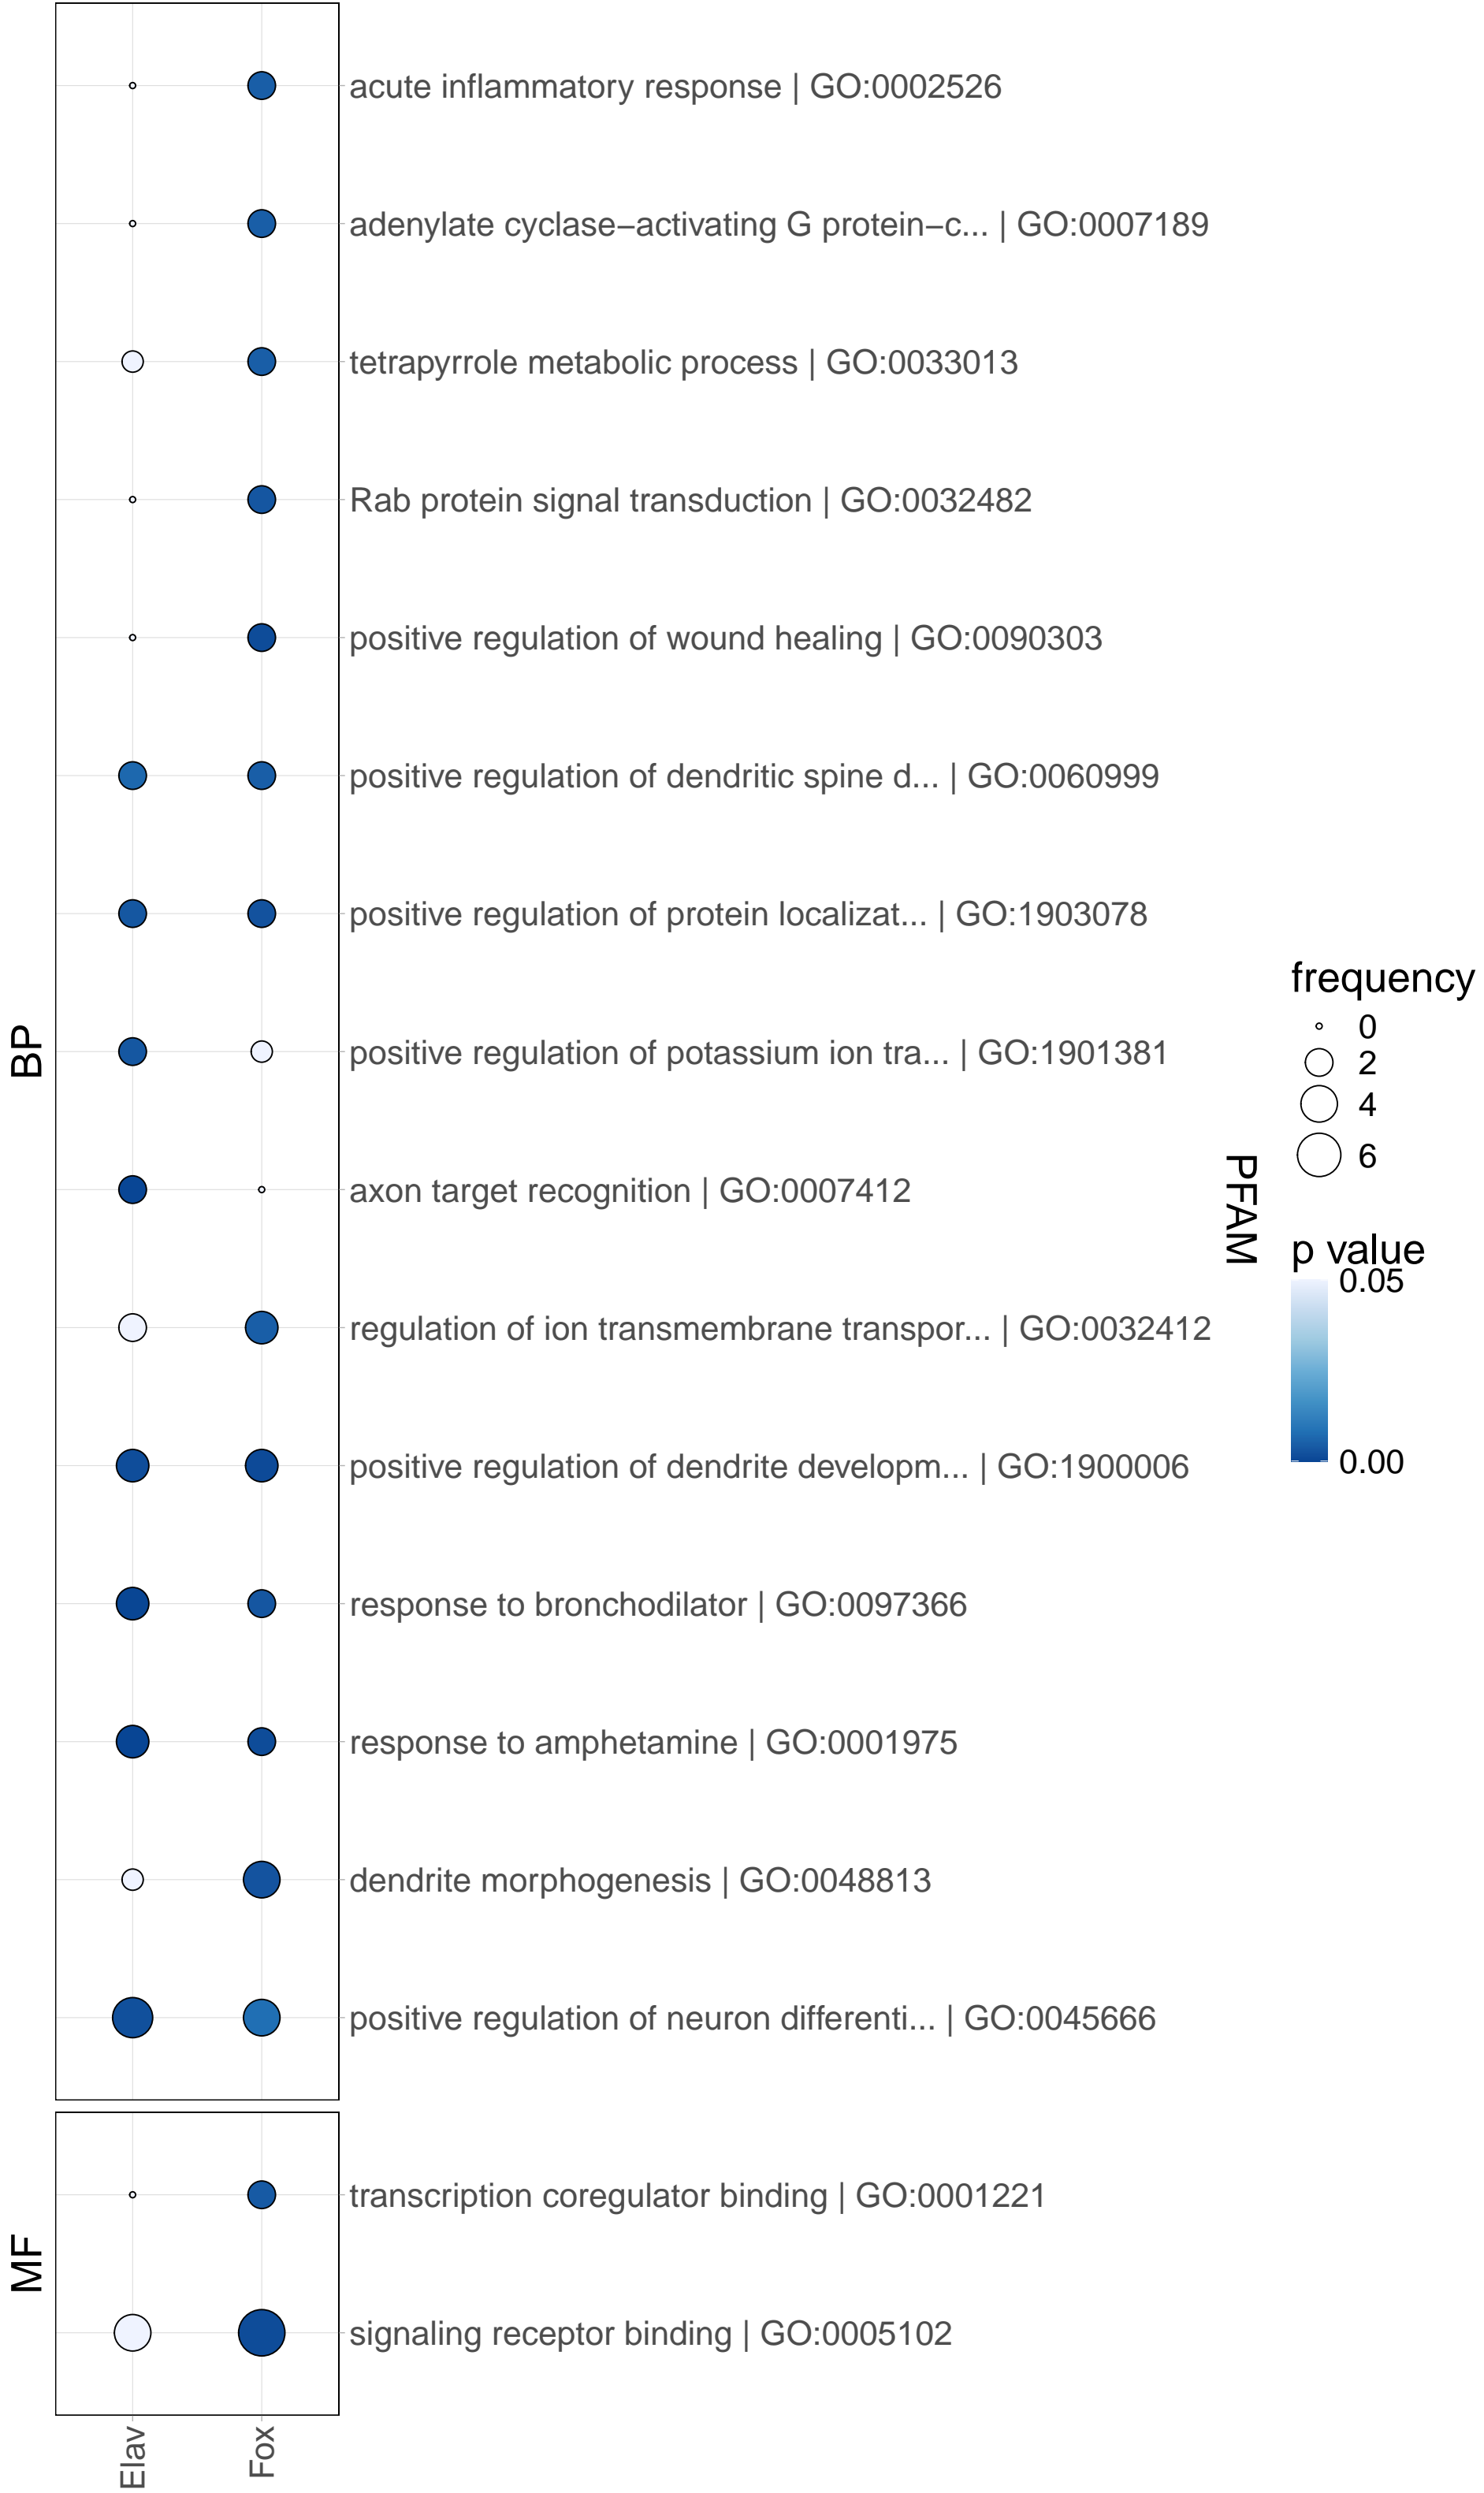 BP
acute inflammatory response | GO:0002526
adenylate cyclase−activating G protein−c... | GO:0007189
tetrapyrrole metabolic process | GO:0033013
Rab protein signal transduction | GO:0032482
positive regulation of wound healing | GO:0090303
positive regulation of dendritic spine d... | GO:0060999
positive regulation of protein localizat... | GO:1903078
positive regulation of potassium ion tra... | GO:1901381
axon target recognition | GO:0007412
regulation of ion transmembrane transpor... | GO:0032412
positive regulation of dendrite developm... | GO:1900006
response to bronchodilator | GO:0097366
response to amphetamine | GO:0001975
dendrite morphogenesis | GO:0048813
positive regulation of neuron differenti... | GO:0045666
MF
transcription coregulator binding | GO:0001221
signaling receptor binding | GO:0005102
Elav
Fox
PFAM
frequency
0
2
4
6
p value
0.05
0.00